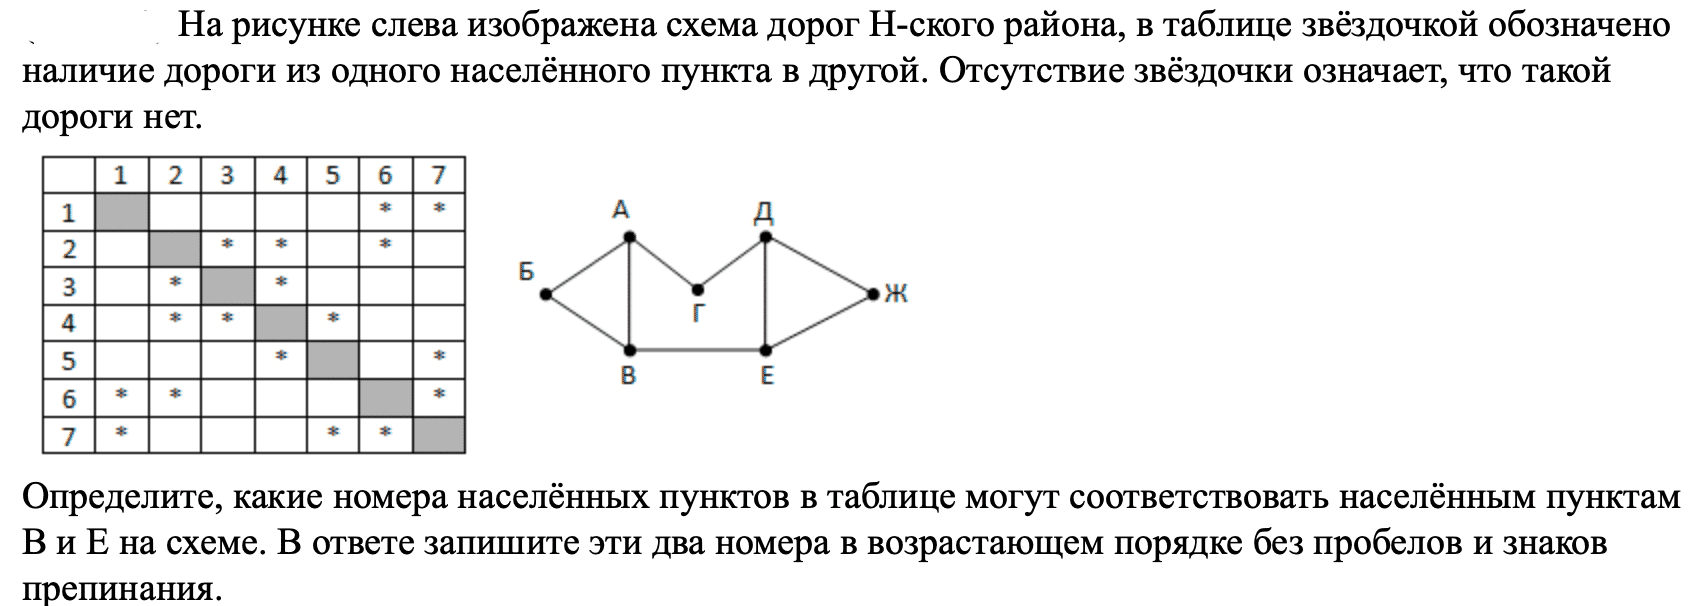 На рисунке слева изображена схема дорог Н-ского района, в таблице звёздочкой обозначено
наличие дороги из одного населённого пункта в другой. Отсутствие звёздочки означает, что такой
дороги нет.
1 2 3 4 5 6 7
1 * *
2 * * *
3 * *
4 * * *
5 * *
6 * * *
7 * * *
А Д
Б Ж
Г
В Е
Определите, какие номера населённых пунктов в таблице могут соответствовать населённым пунктам
В и Е на схеме. В ответе запишите эти два номера в возрастающем порядке без пробелов и знаков
препинания.